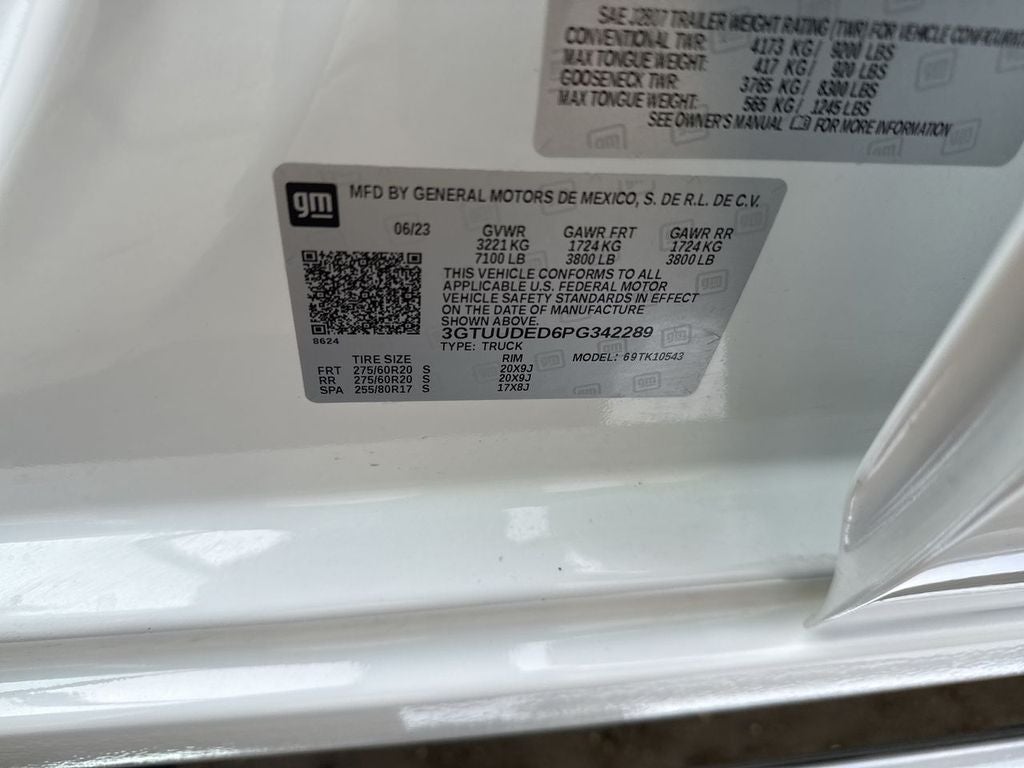 SAE J2807 TRAILER WEIGHT RATING (TWR) FOR VEHICLE
CONVENTIONAL TWR: 4173 KG/ 9200 LBS
MAX TONGUE WEIGHT: 417 KG/ 920 LBS
GOOSENECK TWR: 3765 KG/ 8300 LBS
MAX TONGUE WEIGHT: 565 KG/ 1245 LBS
SEE OWNER'S MANUAL FOR MORE INFORMATION
gm MFD BY GENERAL MOTORS DE MEXICO, S. DE R.L. DE C.V.
06/23 GVWR GAWR FRT GAWR RR
3221 KG 1724 KG 1724 KG
7100 LB 3800 LB 3800 LB
THIS VEHICLE CONFORMS TO ALL
APPLICABLE U.S. FEDERAL MOTOR
VEHICLE SAFETY STANDARDS IN EFFECT
ON THE DATE OF MANUFACTURE
SHOWN ABOVE.
8624 3GTUUDED6PG342289
TYPE: TRUCK
TIRE SIZE RIM MODEL: 69TK10543
FRT 275/60R20 S 20X9J
RR 275/60R20 S 20X9J
SPA 255/80R17 S 17X8J